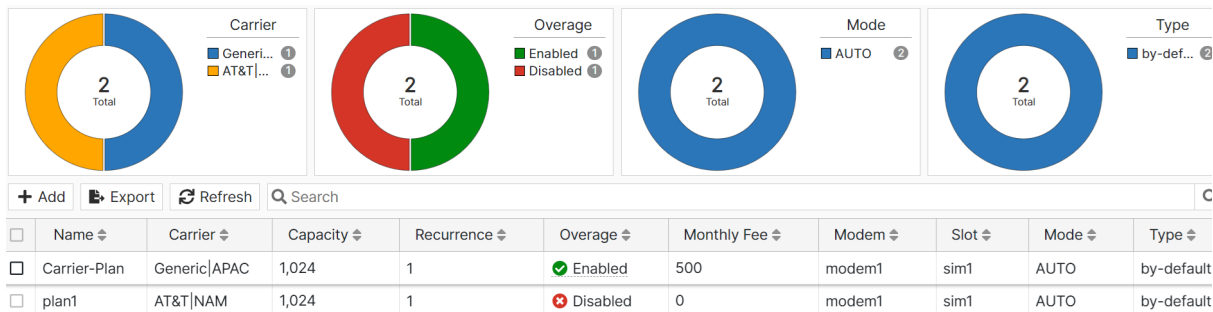 Carrier
Generi... 1
AT&T|... 1
2
Total
Overage
Enabled 1
Disabled 1
2
Total
Mode
AUTO 2
2
Total
Type
by-def... 2
2
Total
Add Export Refresh Search
Name Carrier Capacity Recurrence Overage Monthly Fee Modem Slot Mode Type
Carrier-Plan Generic|APAC 1,024 1 Enabled 500 modem1 sim1 AUTO by-default
plan1 AT&T|NAM 1,024 1 Disabled 0 modem1 sim1 AUTO by-default